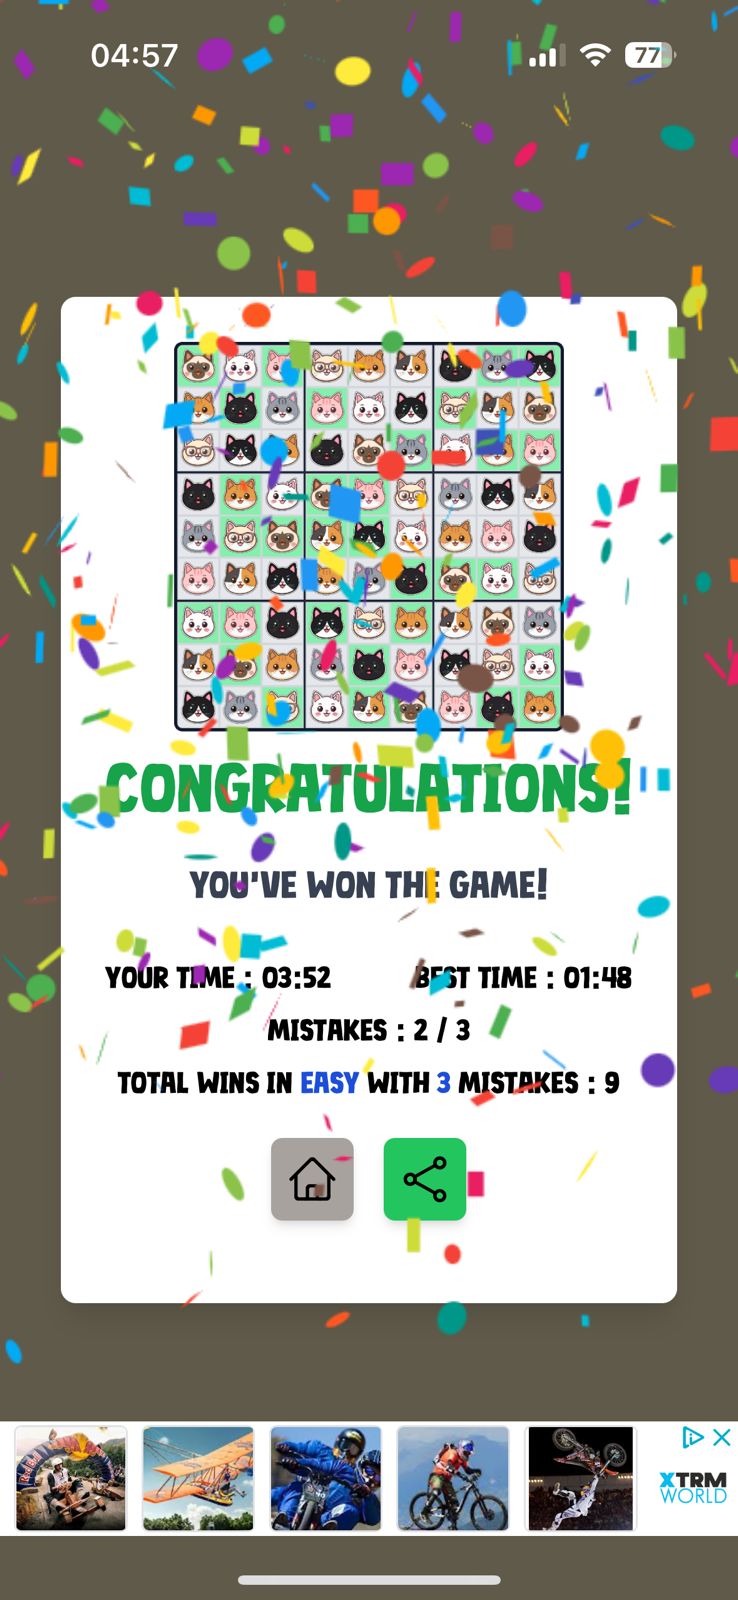 04:57
77
CONGRATULATIONS!
YOU'VE WON THE GAME!
YOUR TIME : 03:52
BEST TIME : 01:48
MISTAKES : 2 / 3
TOTAL WINS IN EASY WITH 3 MISTAKES : 9
XTRM
WORLD